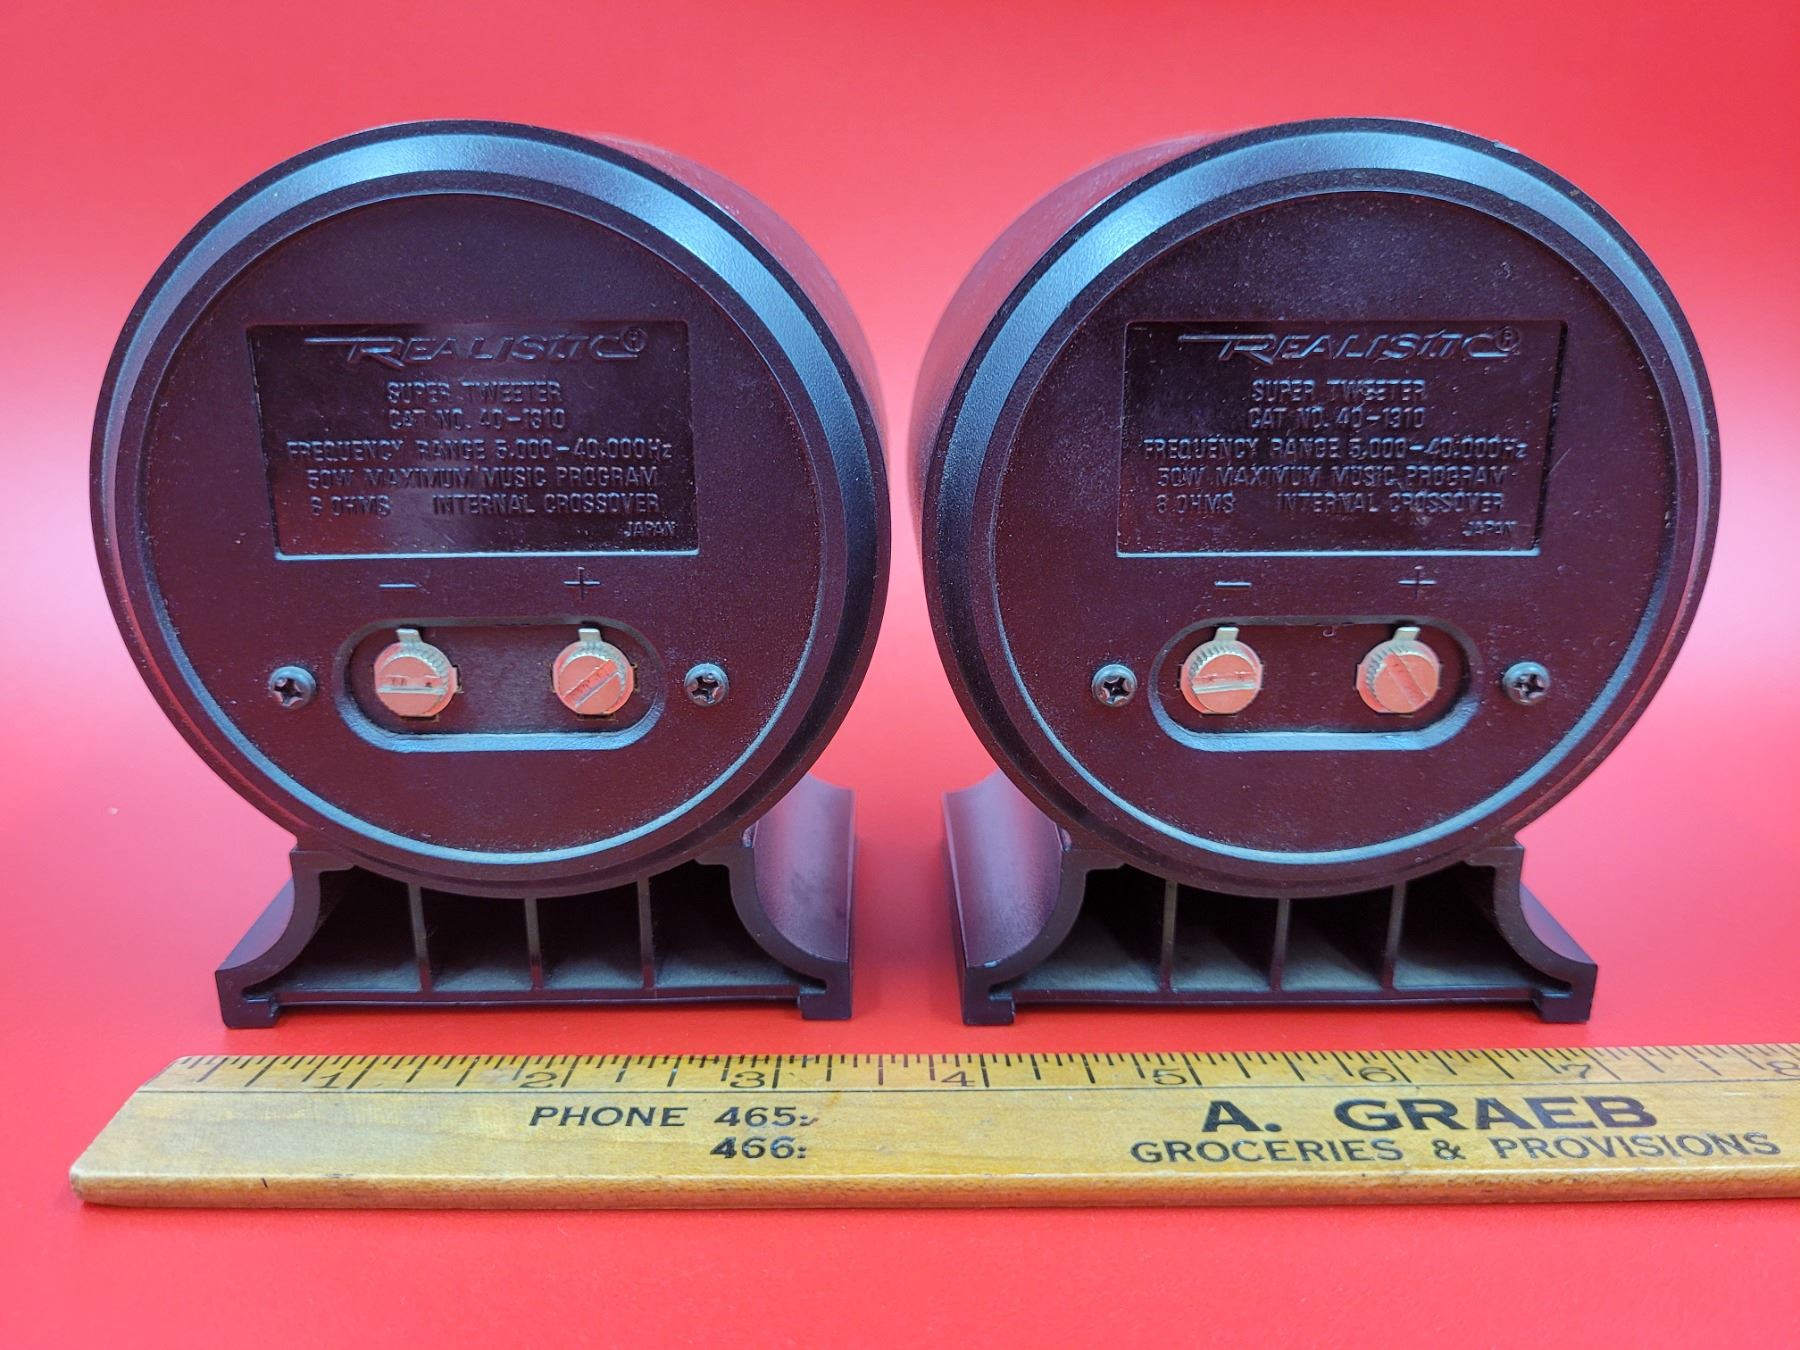 REALISTIC®
SUPER TWEETER
CAT NO. 40-1310
FREQUENCY RANGE 5,000-40,000Hz
50W MAXIMUM MUSIC PROGRAM
8 OHMS INTERNAL CROSSOVER
JAPAN
- +
REALISTIC®
SUPER TWEETER
CAT NO. 40-1310
FREQUENCY RANGE 5,000-40,000Hz
50W MAXIMUM MUSIC PROGRAM
8 OHMS INTERNAL CROSSOVER
JAPAN
- +
1 2 3 4 5 6 7 8
PHONE 465:
466:
A. GRAEB
GROCERIES & PROVISIONS